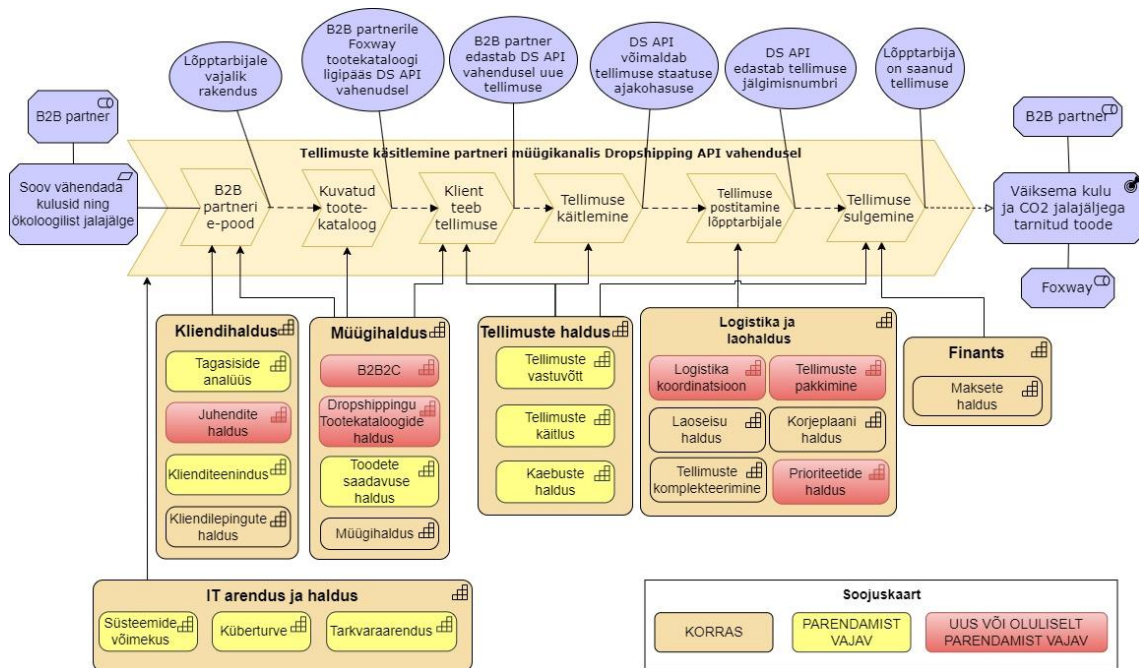 Lõpptarbijale
vajalik
rakendus
B2B partnerile
Foxway
tootekataloogi
ligipääs DS API
vahenudsel
B2B partner
edastab DS API
vahendusel uue
tellimuse
DS API
võimaldab
tellimuse staatuse
ajakohasuse
DS API
edastab tellimuse
jälgimisnumbri
Lõpptarbija
on saanud
tellimuse
B2B partner
Soov vähendada
kulusid ning
ökoloogilist jalajälge
Tellimuste käsitlemine partneri müügikanalis Dropshipping API vahendusel
B2B
partneri
e-pood
Kuvatud
toote-
kataloog
Klient
teeb
tellimuse
Tellimuse
käitlemine
Tellimuse
postitamine
lõpptarbijale
Tellimuse
sulgemine
B2B partner
Väiksema kulu
ja CO2 jalajäljega
tarnitud toode
Foxway
Kliendihaldus
Tagasiside
analüüs
Juhendite
haldus
Klienditeenindus
Kliendilepingute
haldus
Müügihaldus
B2B2C
Dropshippingu
Tootekataloogide
haldus
Toodete
saadavuse
haldus
Müügihaldus
Tellimuste haldus
Tellimuste
vastuvõtt
Tellimuste
käitlus
Kaebuste
haldus
Logistika ja
laohaldus
Logistika
koordinatsioon
Tellimuste
pakkimine
Laoseisu
haldus
Korjeplaani
haldus
Tellimuste
komplekteerimine
Prioriteetide
haldus
Finants
Maksete
haldus
IT arendus ja haldus
Süsteemide
võimekus
Küberturve
Tarkvaraarendus
Soojuskaart
KORRAS
PARENDAMIST
VAJAV
UUS VÕI OLULISELT
PARENDAMIST VAJAV